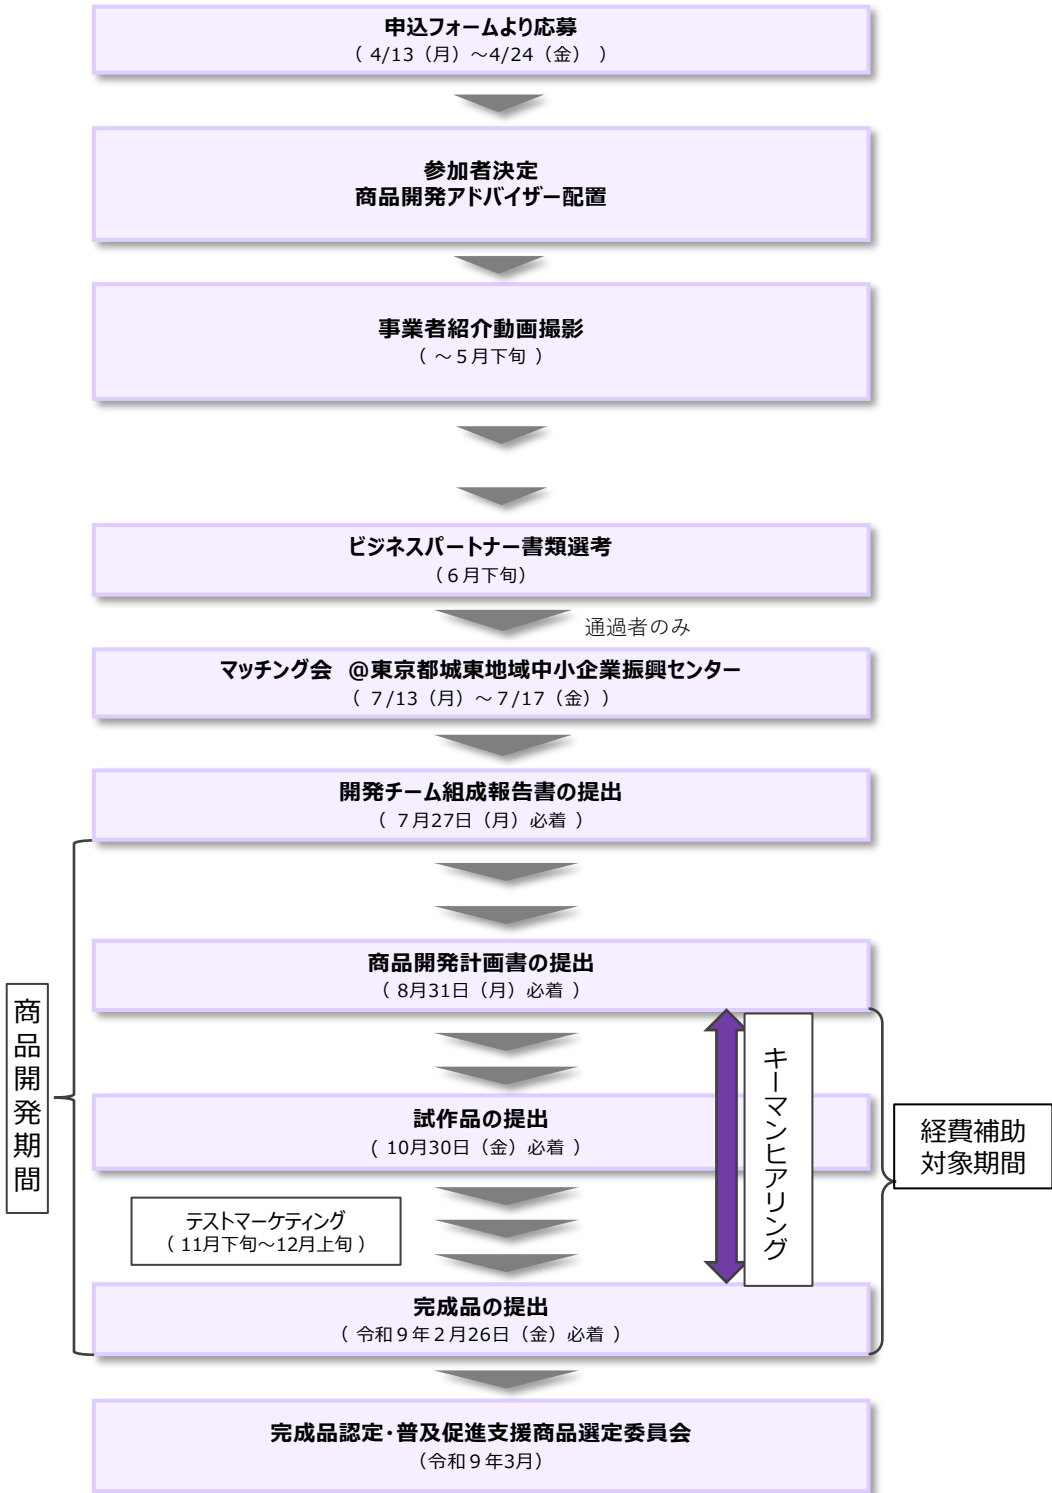 申込フォームより応募
（ 4/13（月）～4/24（金） ）
参加者決定
商品開発アドバイザー配置
事業者紹介動画撮影
（ ～５月下旬 ）
ビジネスパートナー書類選考
（６月下旬）
通過者のみ
マッチング会 @東京都城東地域中小企業振興センター
（ ７/13（月）～７/17（金））
開発チーム組成報告書の提出
（ ７月27日（月）必着 ）
商品開発計画書の提出
（ 8月31日（月）必着 ）
商品開発期間
キーマンヒアリング
試作品の提出
（ 10月30日（金）必着 ）
経費補助
対象期間
テストマーケティング
（ 11月下旬～12月上旬 ）
完成品の提出
（ 令和９年２月26日（金）必着 ）
完成品認定・普及促進支援商品選定委員会
（令和９年3月）